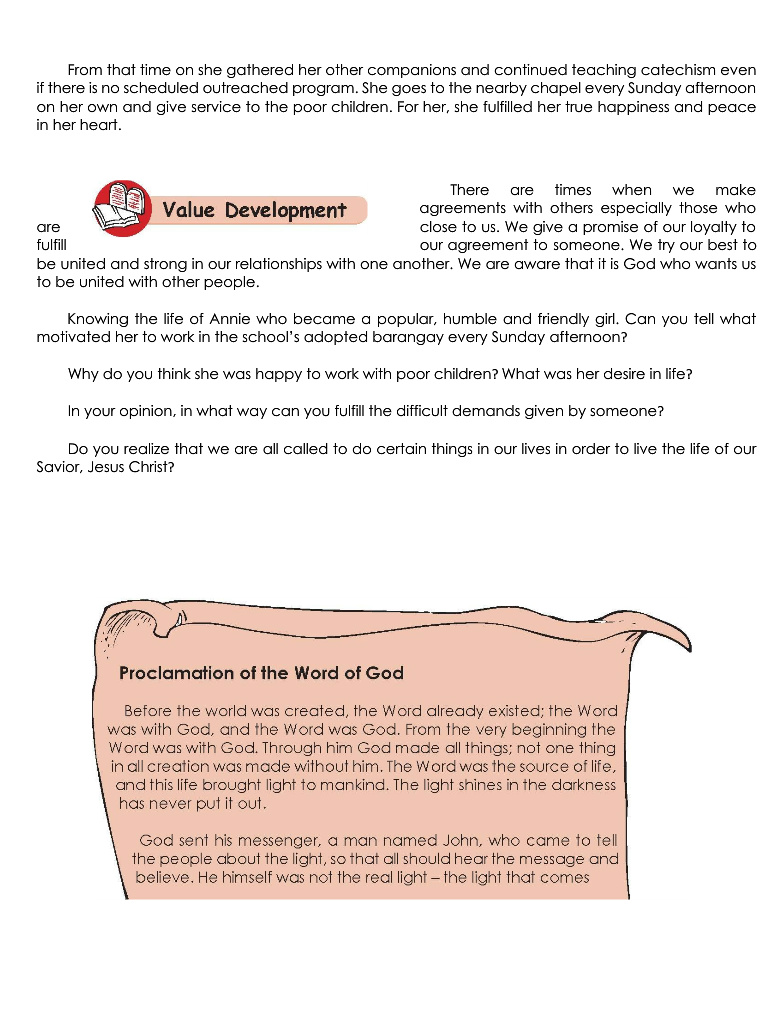 From that time on she gathered her other companions and continued teaching catechism even
if there is no scheduled outreached program. She goes to the nearby chapel every Sunday afternoon
on her own and give service to the poor children. For her, she fulfilled her true happiness and peace
in her heart.
Value Development
There are times when we make
agreements with others especially those who
are close to us. We give a promise of our loyalty to
fulfill our agreement to someone. We try our best to
be united and strong in our relationships with one another. We are aware that it is God who wants us
to be united with other people.
Knowing the life of Annie who became a popular, humble and friendly girl. Can you tell what
motivated her to work in the school's adopted barangay every Sunday afternoon?
Why do you think she was happy to work with poor children? What was her desire in life?
In your opinion, in what way can you fulfill the difficult demands given by someone?
Do you realize that we are all called to do certain things in our lives in order to live the life of our
Savior, Jesus Christ?
Proclamation of the Word of God
Before the world was created, the Word already existed; the Word
was with God, and the Word was God. From the very beginning the
Word was with God. Through him God made all things; not one thing
in all creation was made without him. The Word was the source of life,
and this life brought light to mankind. The light shines in the darkness
has never put it out.
God sent his messenger, a man named John, who came to tell
the people about the light, so that all should hear the message and
believe. He himself was not the real light – the light that comes